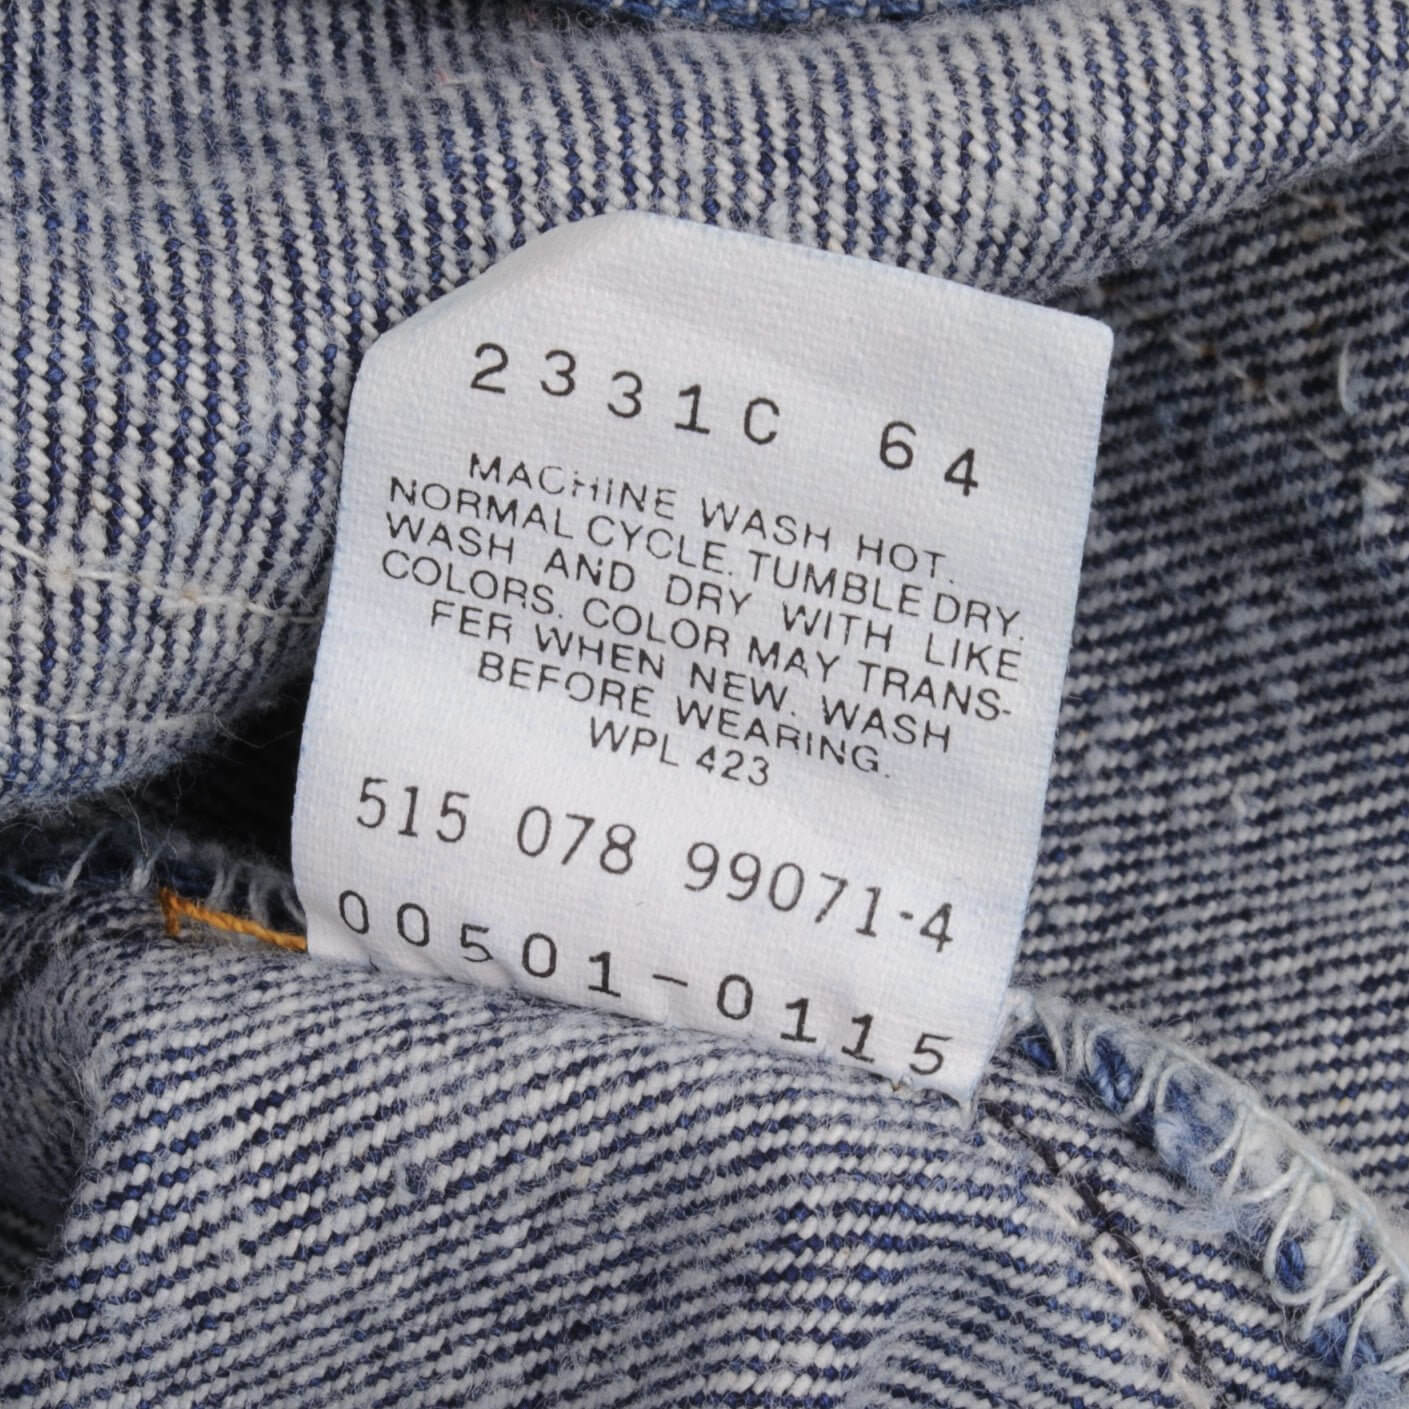 2331C 64
MACHINE WASH HOT.
NORMAL CYCLE. TUMBLE DRY.
WASH AND DRY WITH LIKE
COLORS. COLOR MAY TRANS-
FER WHEN NEW. WASH
BEFORE WEARING.
WPL 423
515 078 99071-4
00501-0115